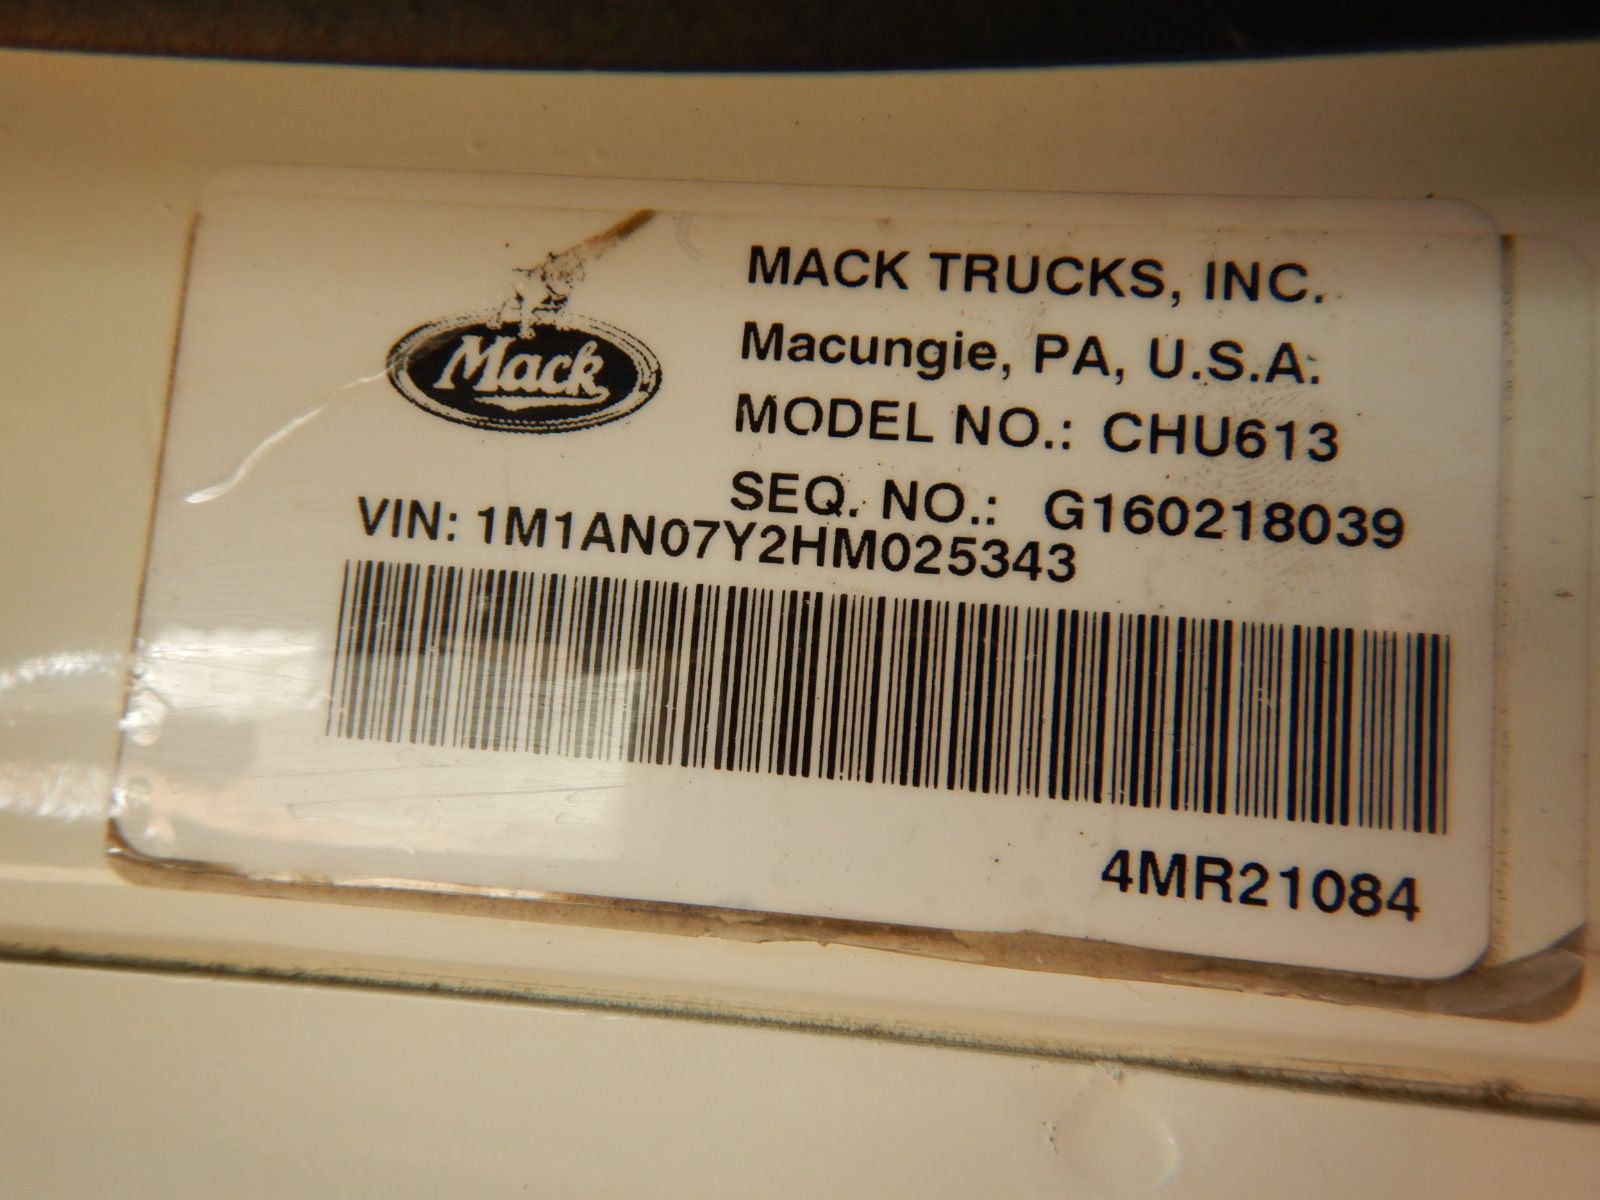 Mack
MACK TRUCKS, INC.
Macungie, PA, U.S.A.
MODEL NO.: CHU613
SEQ. NO.: G160218039
VIN: 1M1AN07Y2HM025343
4MR21084